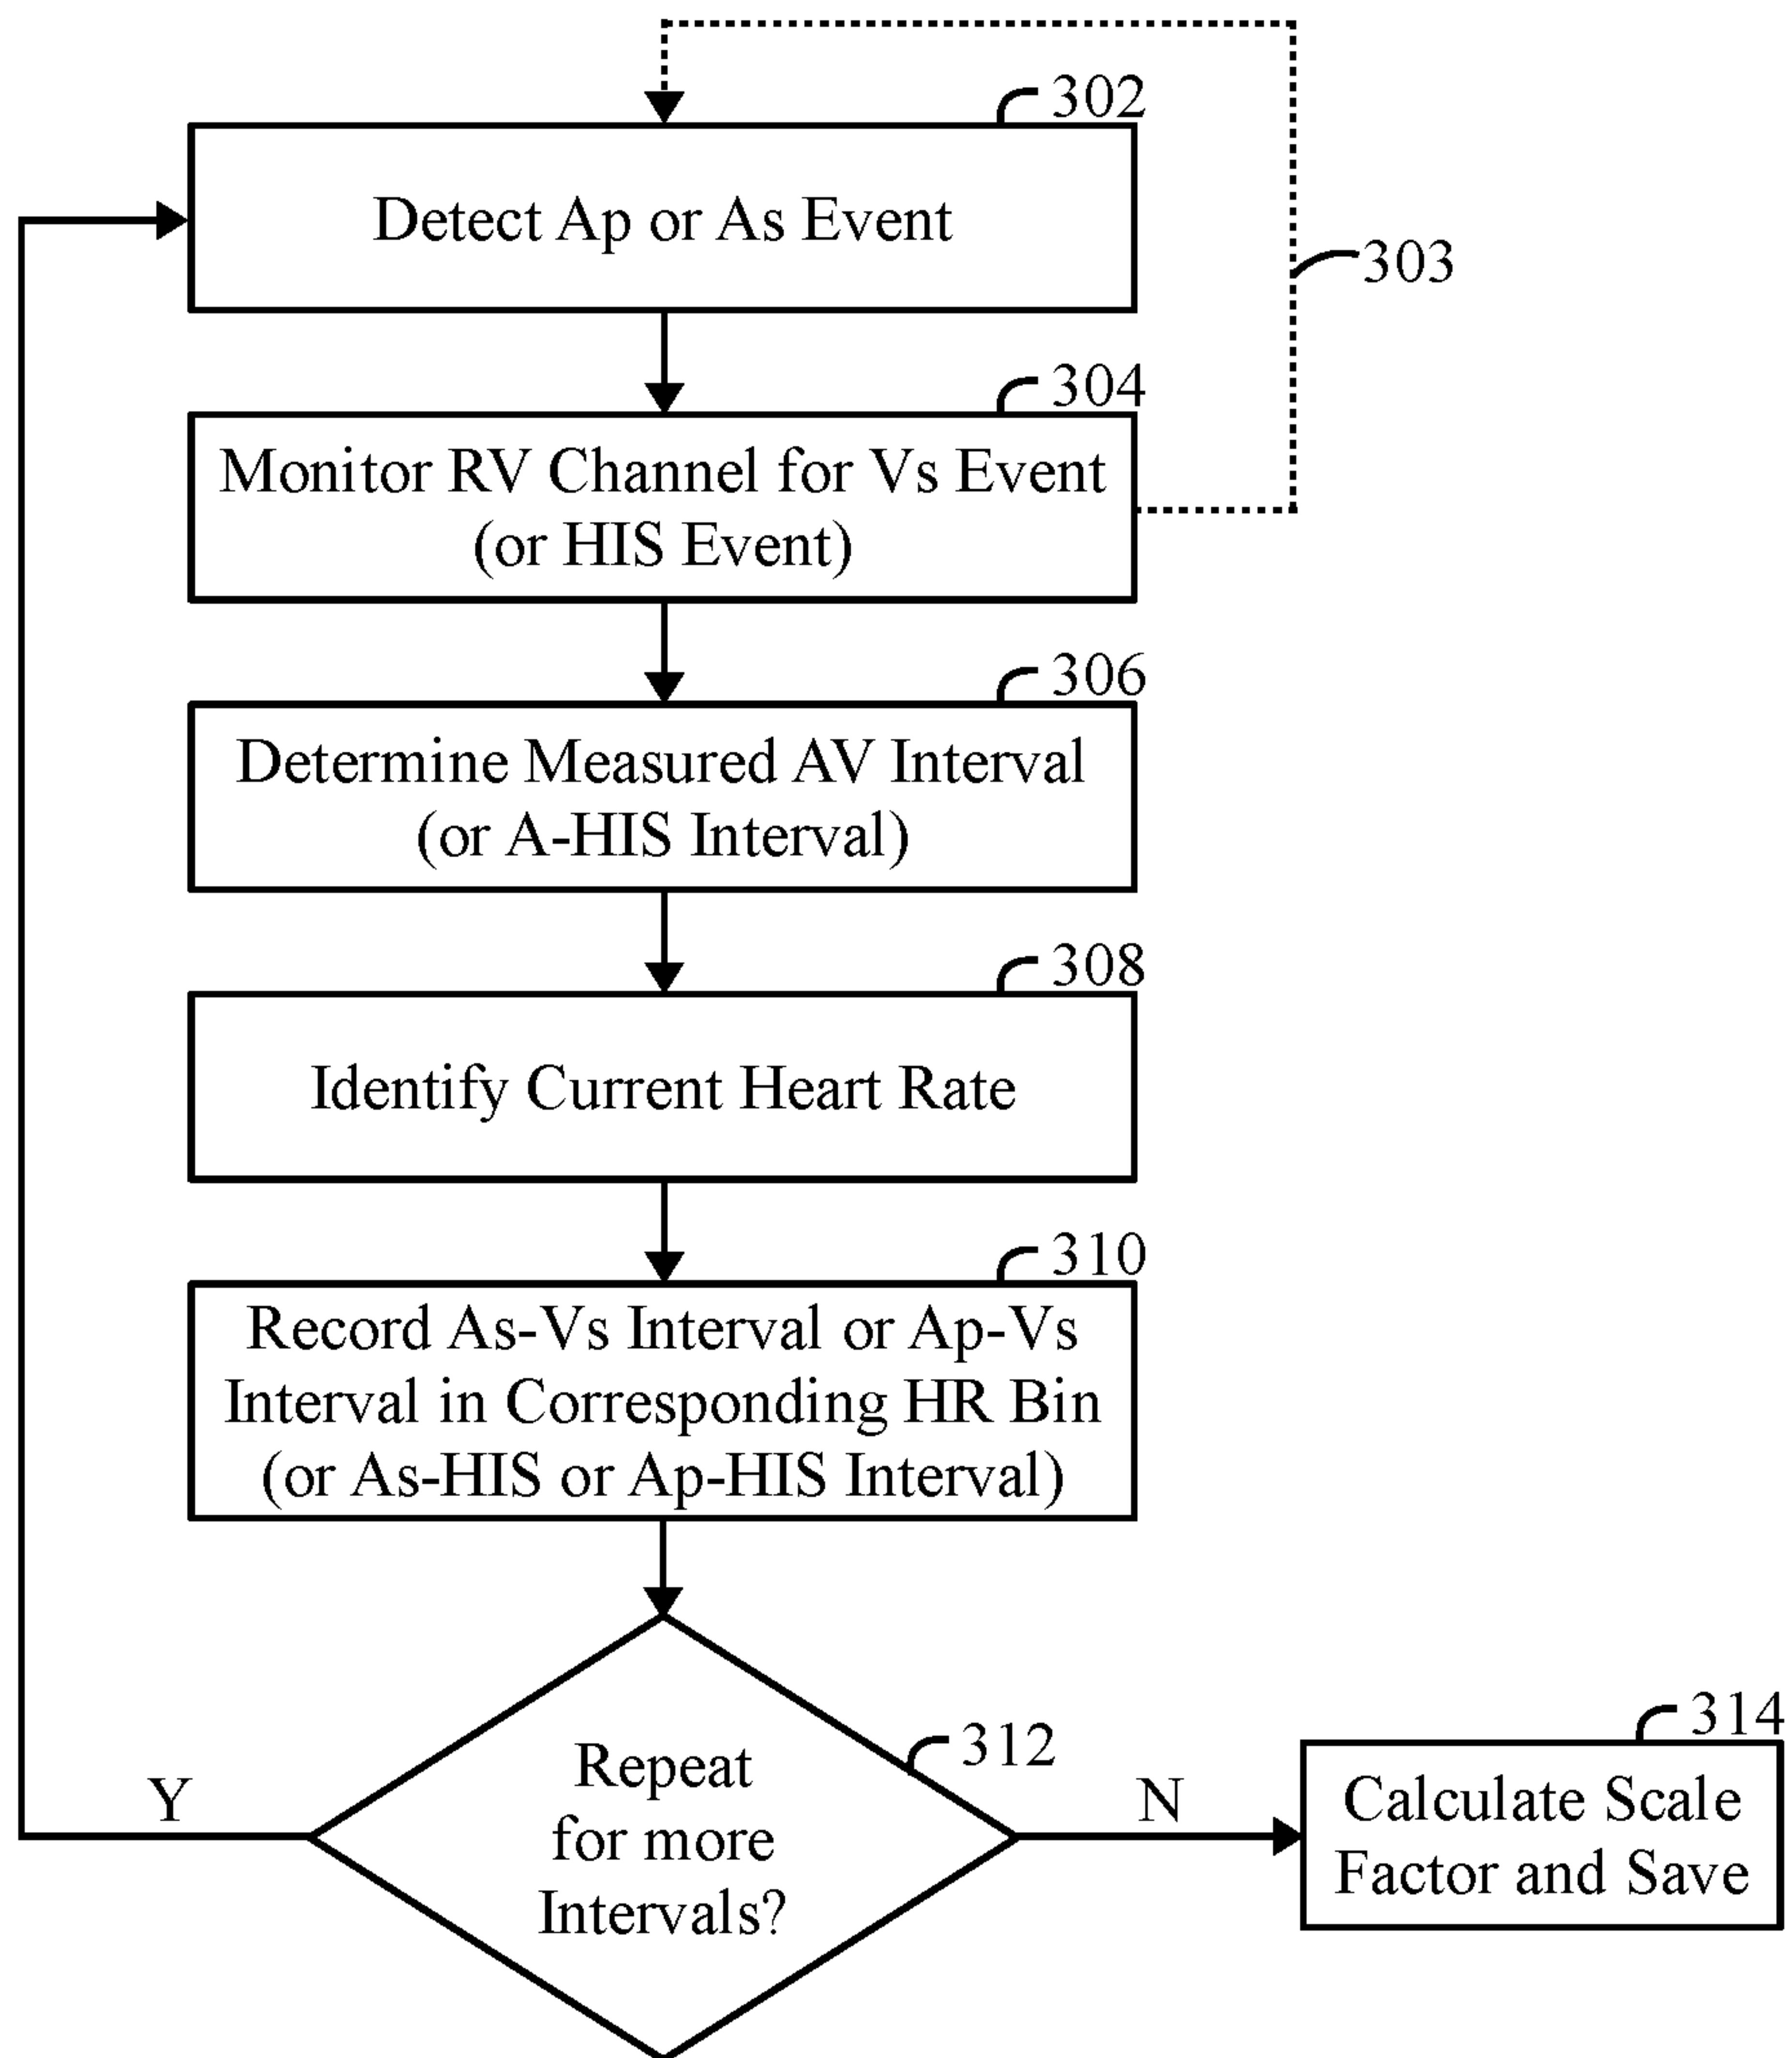 302
Detect Ap or As Event
303
304
Monitor RV Channel for Vs Event
(or HIS Event)
306
Determine Measured AV Interval
(or A-HIS Interval)
308
Identify Current Heart Rate
310
Record As-Vs Interval or Ap-Vs
Interval in Corresponding HR Bin
(or As-HIS or Ap-HIS Interval)
312
Repeat
for more
Intervals?
Y
N
314
Calculate Scale
Factor and Save